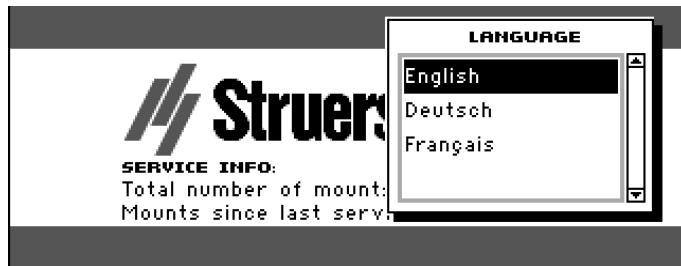 LANGUAGE
English
Deutsch
Français
Struers
SERVICE INFO:
Total number of mount
Mounts since last serv